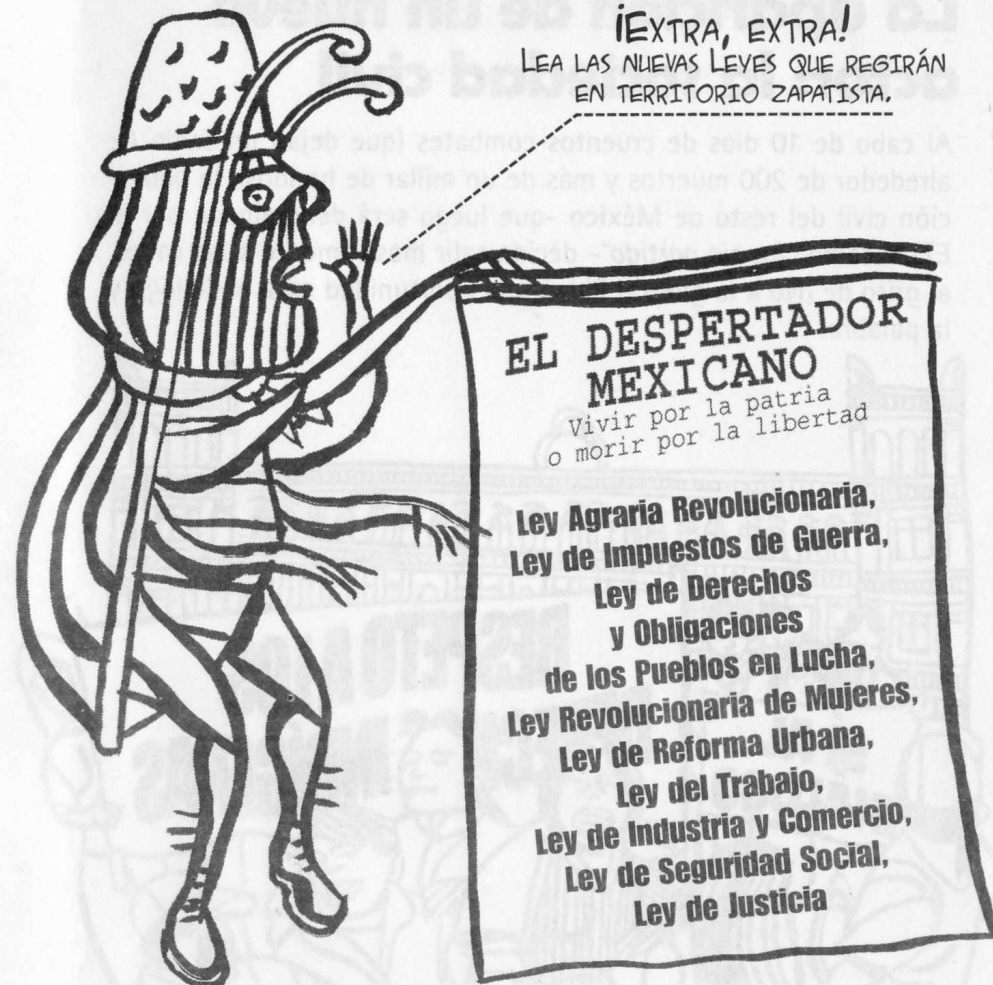 ¡EXTRA, EXTRA!
LEA LAS NUEVAS LEYES QUE REGIRÁN
EN TERRITORIO ZAPATISTA.
EL DESPERTADOR
MEXICANO
Vivir por la patria
o morir por la libertad
Ley Agraria Revolucionaria,
Ley de Impuestos de Guerra,
Ley de Derechos
y Obligaciones
de los Pueblos en Lucha,
Ley Revolucionaria de Mujeres,
Ley de Reforma Urbana,
Ley del Trabajo,
Ley de Industria y Comercio,
Ley de Seguridad Social,
Ley de Justicia